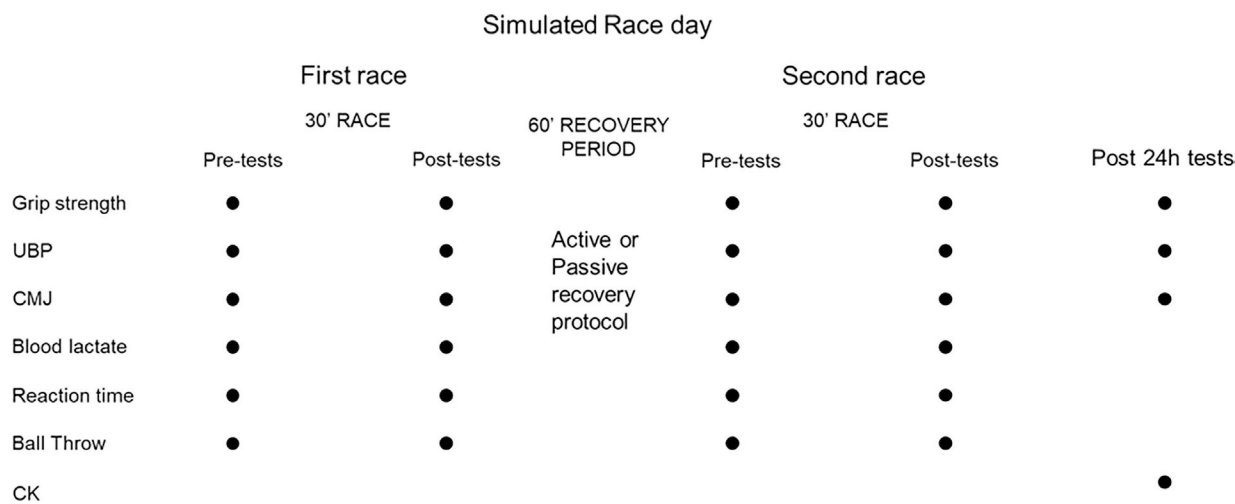 Simulated Race day
First race
Second race
30' RACE
60' RECOVERY
PERIOD
30' RACE
Pre-tests
Post-tests
Pre-tests
Post-tests
Post 24h tests
Grip strength
UBP
CMJ
Blood lactate
Reaction time
Ball Throw
CK
Active or
Passive
recovery
protocol